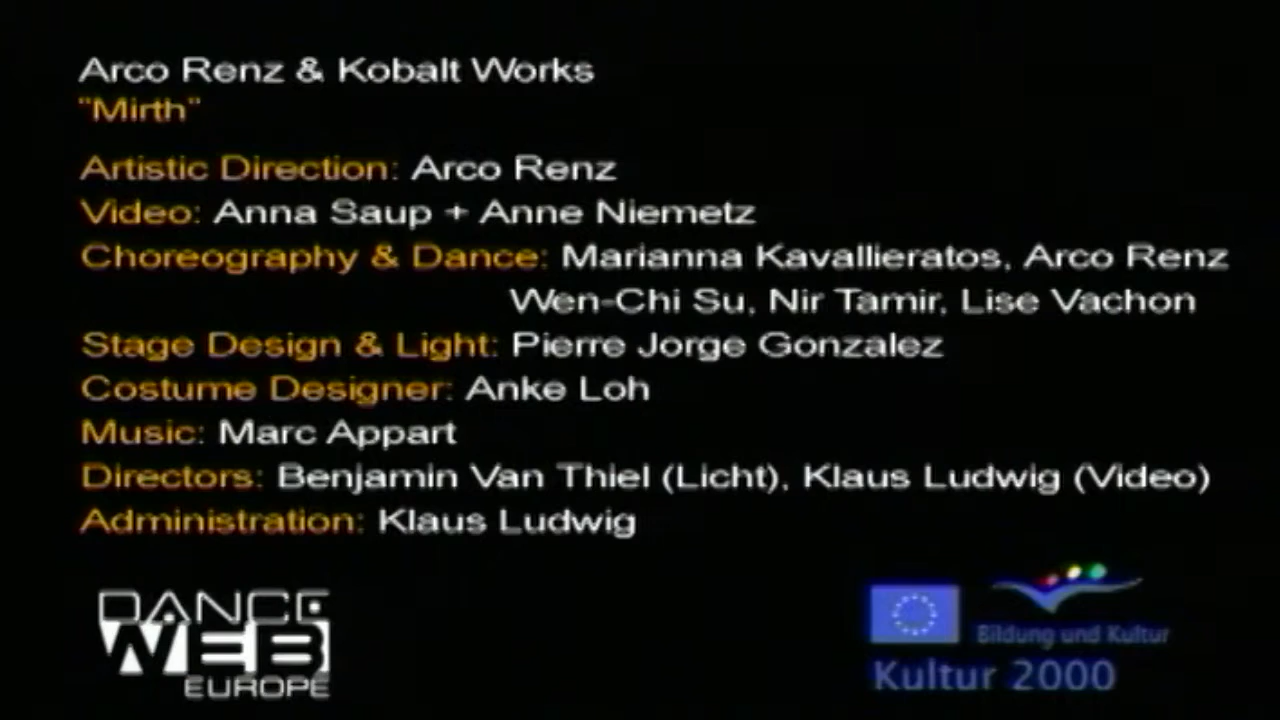 Arco Renz & Kobalt Works
"Mirth"
Artistic Direction: Arco Renz
Video: Anna Saup + Anne Niemetz
Choreography & Dance: Marianna Kavallieratos, Arco Renz
Wen-Chi Su, Nir Tamir, Lise Vachon
Stage Design & Light: Pierre Jorge Gonzalez
Costume Designer: Anke Loh
Music: Marc Appart
Directors: Benjamin Van Thiel (Licht), Klaus Ludwig (Video)
Administration: Klaus Ludwig
DANCE
WEB
EUROPE
Bildung und Kultur
Kultur 2000